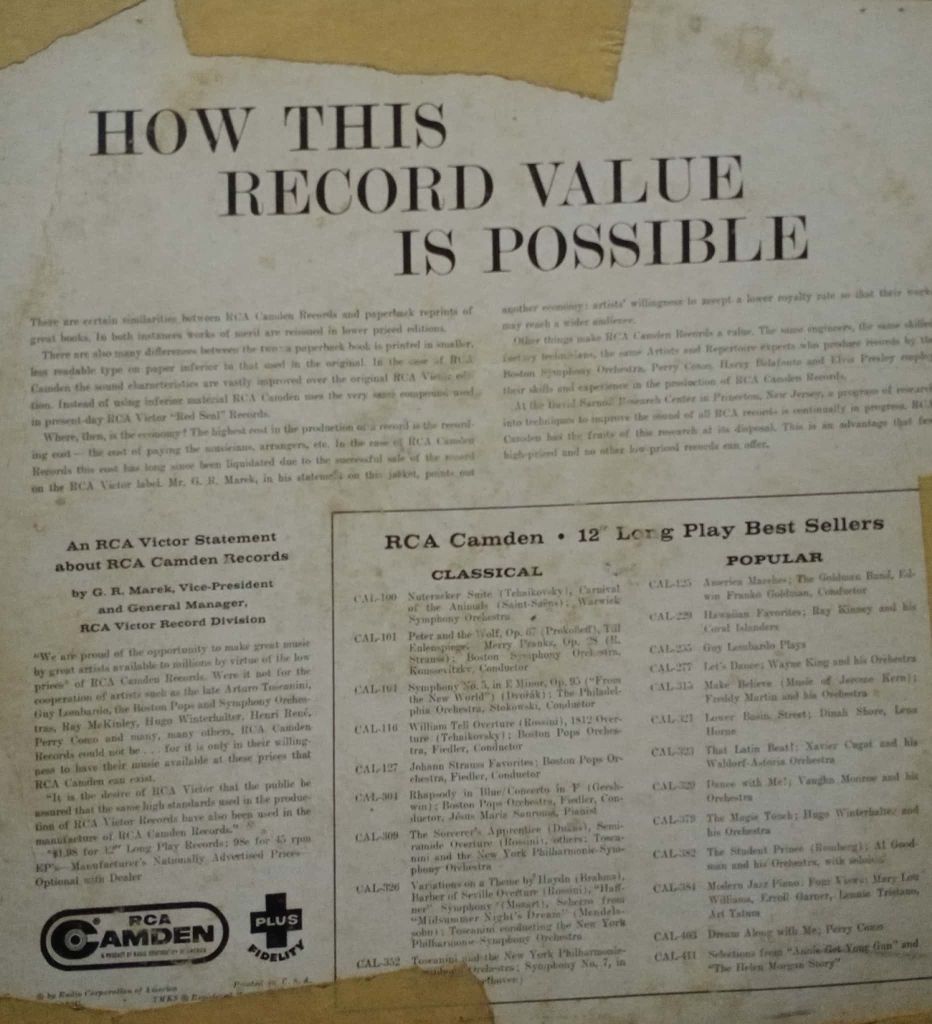 HOW THIS
RECORD VALUE
IS POSSIBLE
There are certain similarities between RCA Camden Records and paperback reprints of
great books. In both instances works of merit are reissued in lower priced editions.
There are also many differences between the two: a paperback book is printed in smaller,
less readable type on paper inferior to that used in the original. In the case of RCA
Camden the sound characteristics are vastly improved over the original RCA Victor edi-
tion. Instead of using inferior material RCA Camden uses the very same compound used
in present-day RCA Victor "Red Seal" Records.
Where, then, is the economy? The highest cost in the production of a record is the record-
ing cost — the cost of paying the musicians, arrangers, etc. In the case of RCA Camden
Records this cost has long since been liquidated due to the successful sale of the record
on the RCA Victor label. Mr. G. R. Marek, in his statement on this jacket, points out
another economy: artists' willingness to accept a lower royalty rate so that their work
may reach a wider audience.
Other things make RCA Camden Records a value. The same engineers, the same skilled
factory technicians, the same Artists and Repertoire experts who produce records by the
Boston Symphony Orchestra, Perry Como, Harry Belafonte and Elvis Presley employ
their skills and experience in the production of RCA Camden Records.
At the David Sarnoff Research Center in Princeton, New Jersey, a program of research
into techniques to improve the sound of all RCA records is continually in progress. RCA
Camden has the fruits of this research at its disposal. This is an advantage that few
high-priced and no other low-priced records can offer.
An RCA Victor Statement
about RCA Camden Records
by G. R. Marek, Vice-President
and General Manager,
RCA Victor Record Division
"We are proud of the opportunity to make great music
by great artists available to millions by virtue of the low
prices* of RCA Camden Records. Were it not for the
cooperation of artists such as the late Arturo Toscanini,
Guy Lombardo, the Boston Pops and Symphony Orches-
tras, Ray McKinley, Hugo Winterhalter, Henri René,
Perry Como and many, many others, RCA Camden
Records could not be . . . for it is only in their willing-
ness to have their music available at these prices that
RCA Camden can exist.
"It is the desire of RCA Victor that the public be
assured that the same high standards used in the produc-
tion of RCA Victor Records have also been used in the
manufacture of RCA Camden Records."
*$1.98 for 12" Long Play Records; 98¢ for 45 rpm
EP's—Manufacturer's Nationally Advertised Prices—
Optional with Dealer
RCA
CAMDEN
A PRODUCT OF RADIO CORPORATION OF AMERICA
PLUS
FIDELITY
© by Radio Corporation of America
Printed in U. S. A.
TMKS ®
RCA Camden • 12" Long Play Best Sellers
CLASSICAL
CAL-100 Nutcracker Suite (Tchaikovsky), Carnival
of the Animals (Saint-Saëns); Warwick
Symphony Orchestra
CAL-101 Peter and the Wolf, Op. 67 (Prokofieff), Till
Eulenspiegel's Merry Pranks, Op. 28 (R.
Strauss); Boston Symphony Orchestra,
Koussevitzky, Conductor
CAL-104 Symphony No. 5, in E Minor, Op. 95 ("From
the New World") (Dvořák); The Philadel-
phia Orchestra, Stokowski, Conductor
CAL-116 William Tell Overture (Rossini), 1812 Over-
ture (Tchaikovsky); Boston Pops Orches-
tra, Fiedler, Conductor
CAL-127 Johann Strauss Favorites; Boston Pops Or-
chestra, Fiedler, Conductor
CAL-304 Rhapsody in Blue/Concerto in F (Gersh-
win); Boston Pops Orchestra, Fiedler, Con-
ductor, Jésus Maria Sanromá, Pianist
CAL-309 The Sorcerer's Apprentice (Dukas), Semi-
ramide Overture (Rossini), others; Tosca-
nini and the New York Philharmonic-Sym-
phony Orchestra
CAL-326 Variations on a Theme by Haydn (Brahms),
Barber of Seville Overture (Rossini), "Haff-
ner" Symphony (Mozart), Scherzo from
"Midsummer Night's Dream" (Mendels-
sohn); Toscanini conducting the New York
Philharmonic-Symphony Orchestra
CAL-352 Toscanini and the New York Philharmonic
Orchestra; Symphony No. 7, in
POPULAR
CAL-125 America Marches; The Goldman Band, Ed-
win Franko Goldman, Conductor
CAL-229 Hawaiian Favorites; Ray Kinney and his
Coral Islanders
CAL-255 Guy Lombardo Plays
CAL-277 Let's Dance; Wayne King and his Orchestra
CAL-315 Make Believe (Music of Jerome Kern);
Freddy Martin and his Orchestra
CAL-321 Lower Basin Street; Dinah Shore, Lena
Horne
CAL-323 That Latin Beat!; Xavier Cugat and his
Waldorf-Astoria Orchestra
CAL-329 Dance with Me!; Vaughn Monroe and his
Orchestra
CAL-379 The Magic Touch; Hugo Winterhalter and
his Orchestra
CAL-382 The Student Prince (Romberg); Al Good-
man and his Orchestra, with soloists
CAL-384 Modern Jazz Piano: Four Views; Mary Lou
Williams, Erroll Garner, Lennie Tristano,
Art Tatum
CAL-403 Dream Along with Me; Perry Como
CAL-411 Selections from "Annie Get Your Gun" and
"The Helen Morgan Story"